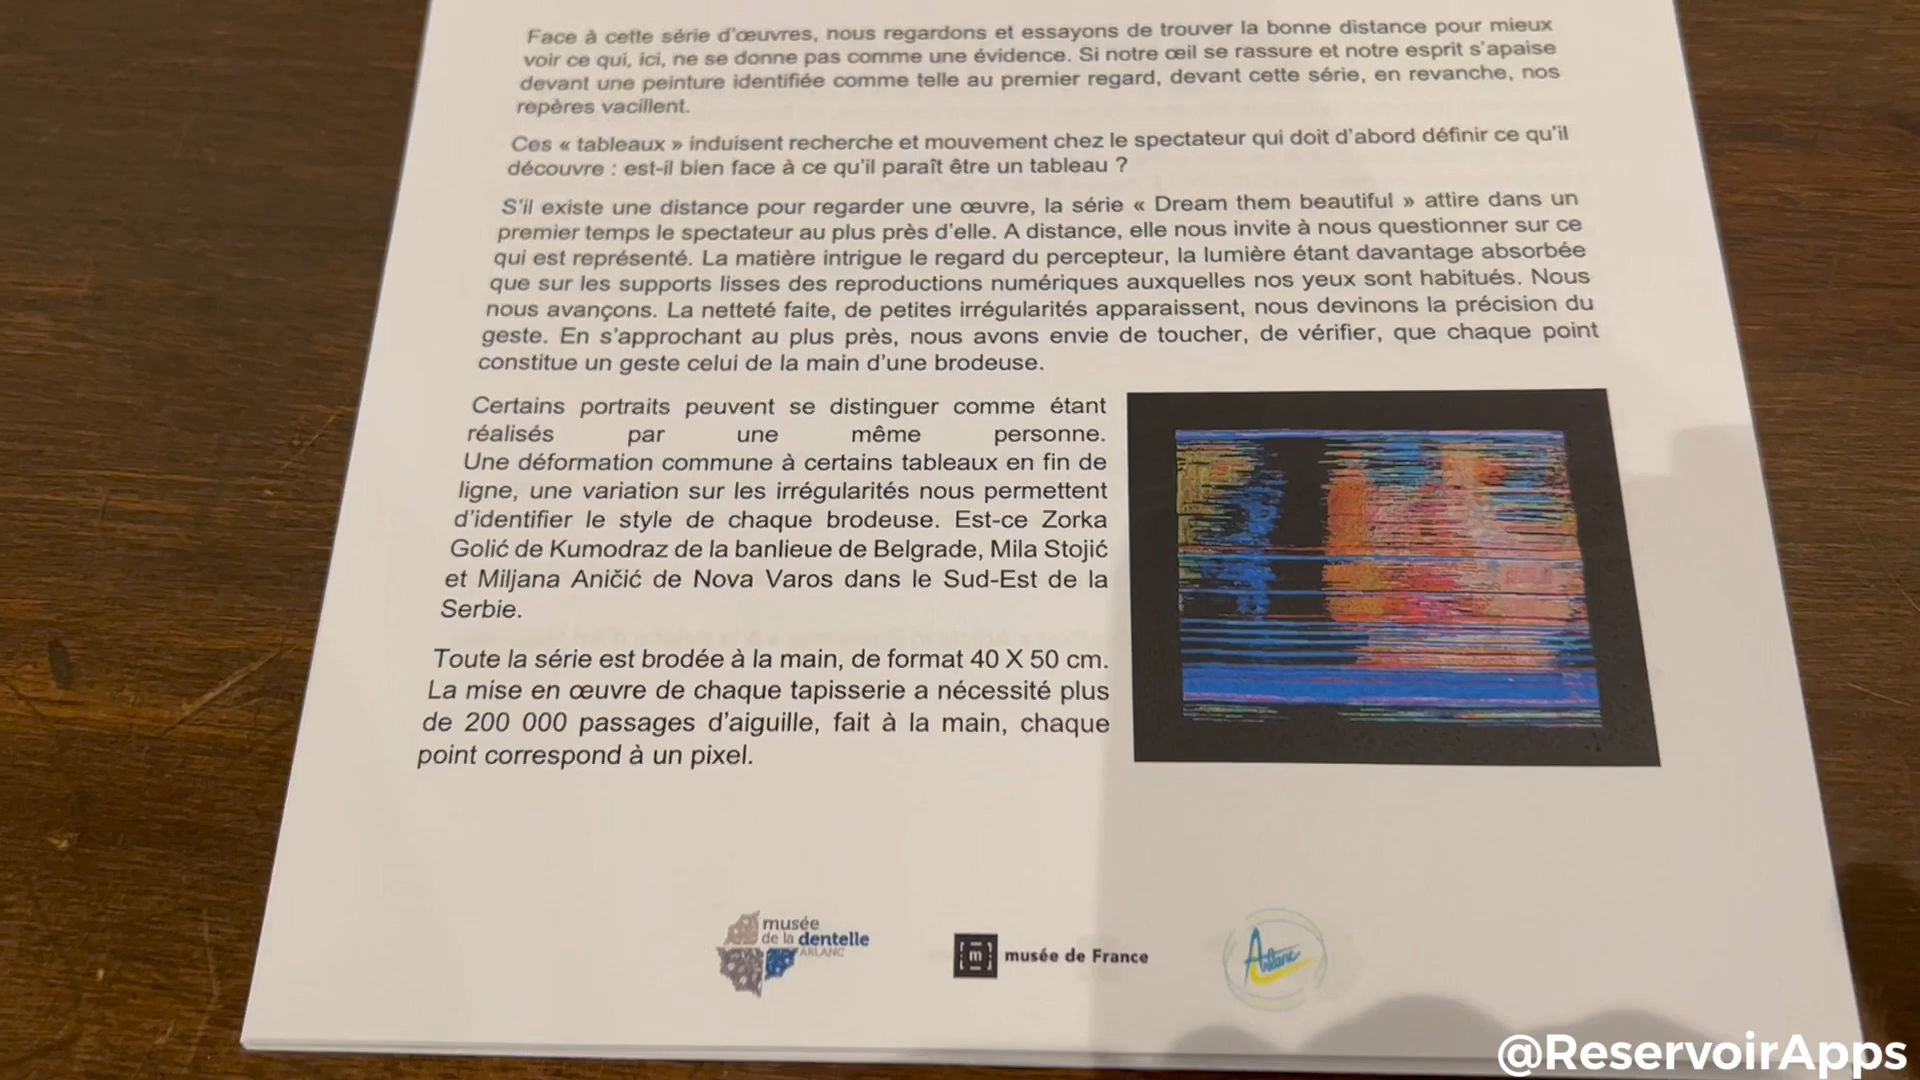 Face à cette série d'œuvres, nous regardons et essayons de trouver la bonne distance pour mieux
voir ce qui, ici, ne se donne pas comme une évidence. Si notre œil se rassure et notre esprit s'apaise
devant une peinture identifiée comme telle au premier regard, devant cette série, en revanche, nos
repères vacillent.
Ces « tableaux » induisent recherche et mouvement chez le spectateur qui doit d'abord définir ce qu'il
découvre : est-il bien face à ce qu'il paraît être un tableau ?
S'il existe une distance pour regarder une œuvre, la série « Dream them beautiful » attire dans un
premier temps le spectateur au plus près d'elle. A distance, elle nous invite à nous questionner sur ce
qui est représenté. La matière intrigue le regard du percepteur, la lumière étant davantage absorbée
que sur les supports lisses des reproductions numériques auxquelles nos yeux sont habitués. Nous
nous avançons. La netteté faite, de petites irrégularités apparaissent, nous devinons la précision du
geste. En s'approchant au plus près, nous avons envie de toucher, de vérifier, que chaque point
constitue un geste celui de la main d'une brodeuse.
Certains portraits peuvent se distinguer comme étant
réalisés par une même personne.
Une déformation commune à certains tableaux en fin de
ligne, une variation sur les irrégularités nous permettent
d'identifier le style de chaque brodeuse. Est-ce Zorka
Golić de Kumodraz de la banlieue de Belgrade, Mila Stojić
et Miljana Aničić de Nova Varos dans le Sud-Est de la
Serbie.
Toute la série est brodée à la main, de format 40 X 50 cm.
La mise en œuvre de chaque tapisserie a nécessité plus
de 200 000 passages d'aiguille, fait à la main, chaque
point correspond à un pixel.
musée
de la dentelle
ARLANC
m musée de France
Arlanc
@ReservoirApps